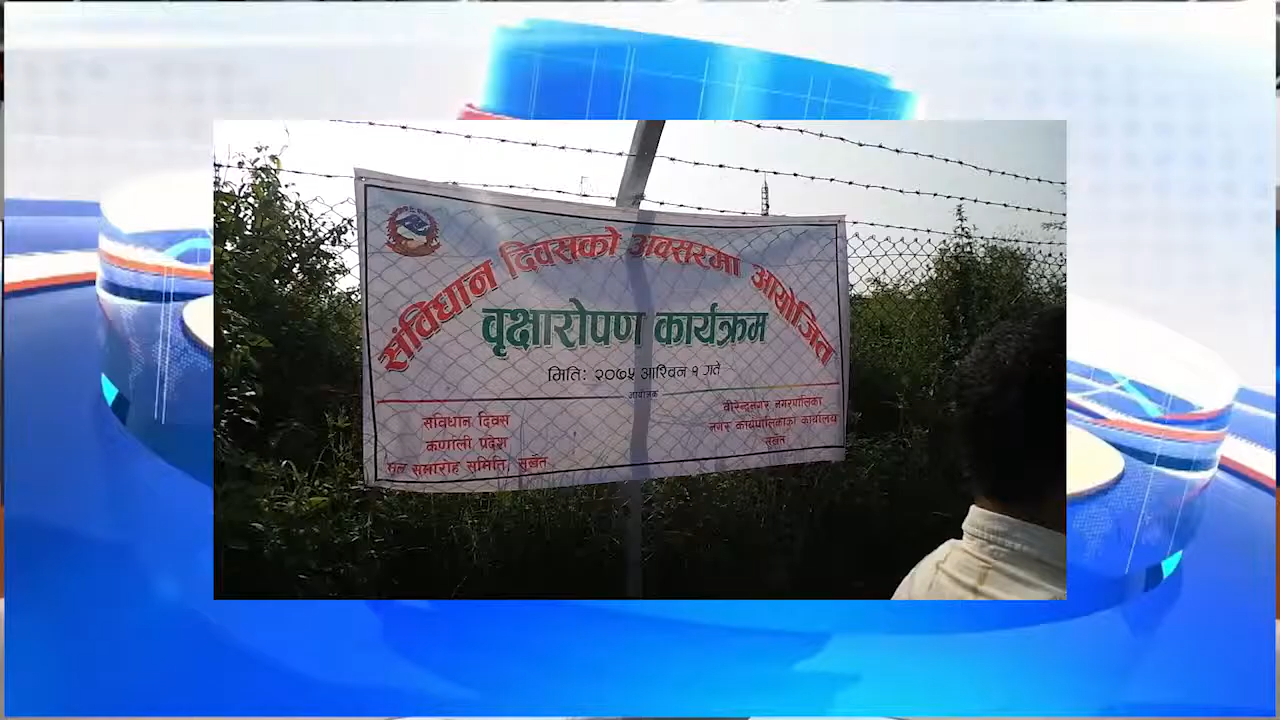 संविधान दिवसको अवसरमा आयोजित
वृक्षारोपण कार्यक्रम
मिति: २०७५ आश्विन १ गते
आयोजक
संविधान दिवस
कर्णाली प्रदेश
मूल समारोह समिति, सुर्खेत
वीरेन्द्रनगर नगरपालिका
नगर कार्यपालिकाको कार्यालय
सुर्खेत